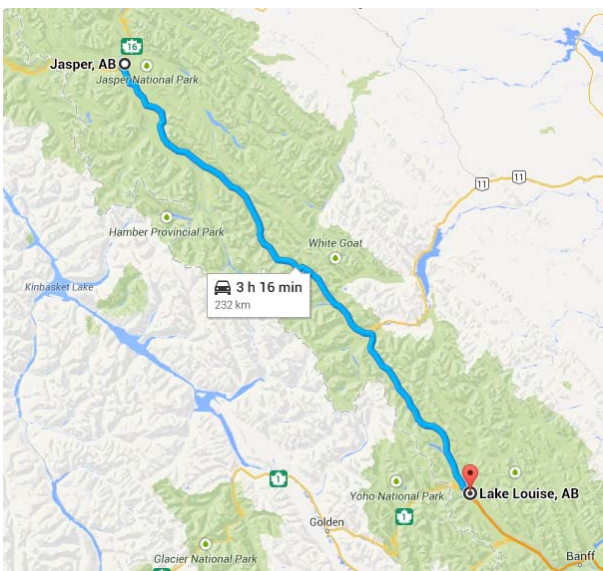 16
Jasper, AB
Jasper National Park
11
11
Hamber Provincial Park
White Goat
Kinbasket Lake
3 h 16 min
232 km
1
Yoho National Park
Lake Louise, AB
1
Golden
Glacier National Park
Banff